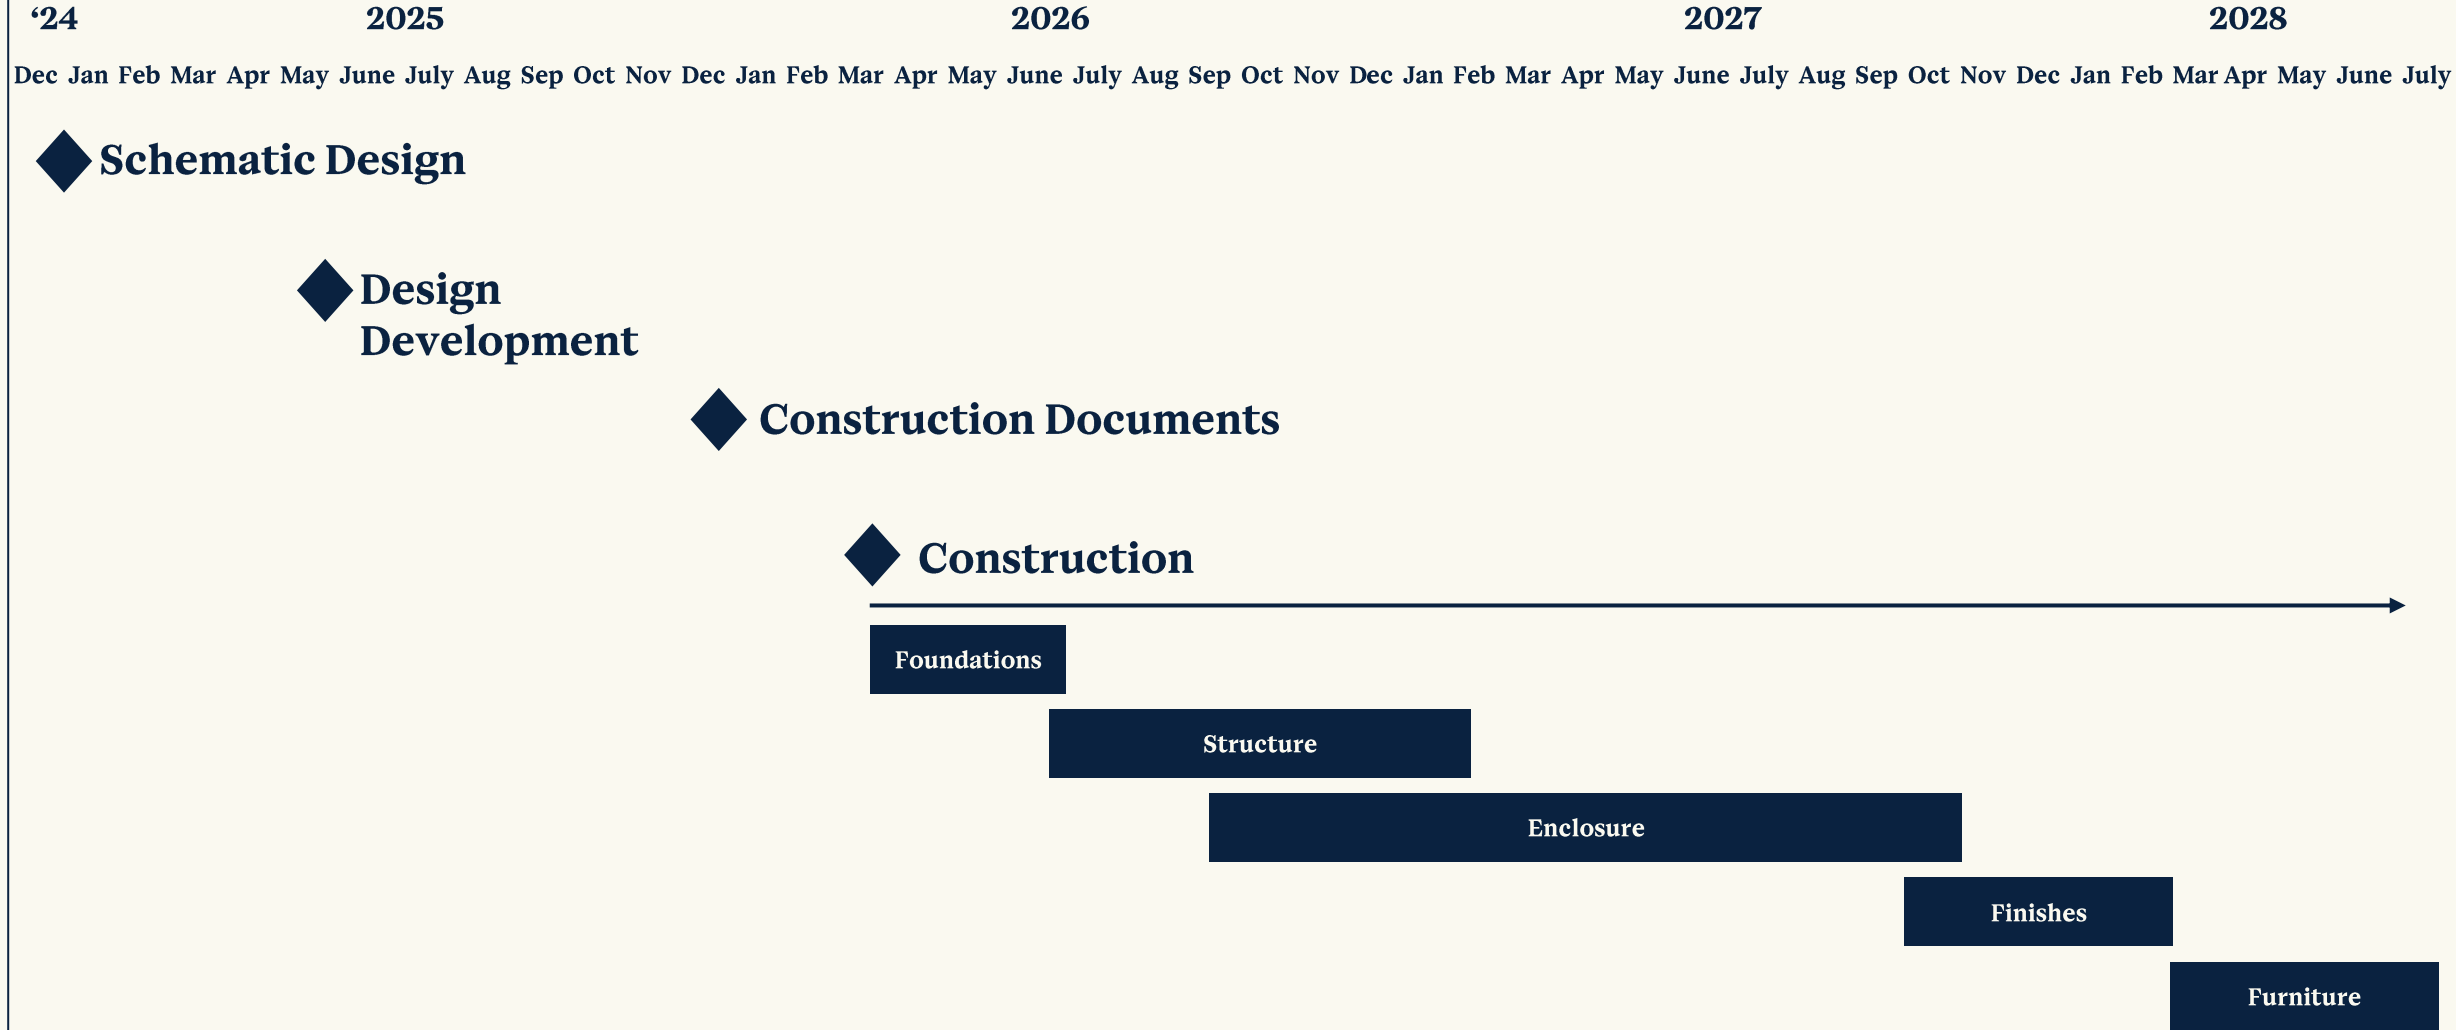 ‘24 2025 2026 2027 2028
Dec Jan Feb Mar Apr May June July Aug Sep Oct Nov Dec Jan Feb Mar Apr May June July Aug Sep Oct Nov Dec Jan Feb Mar Apr May June July Aug Sep Oct Nov Dec Jan Feb Mar Apr May June July
Schematic Design
Design
Development
Construction Documents
Construction
Foundations
Structure
Enclosure
Finishes
Furniture